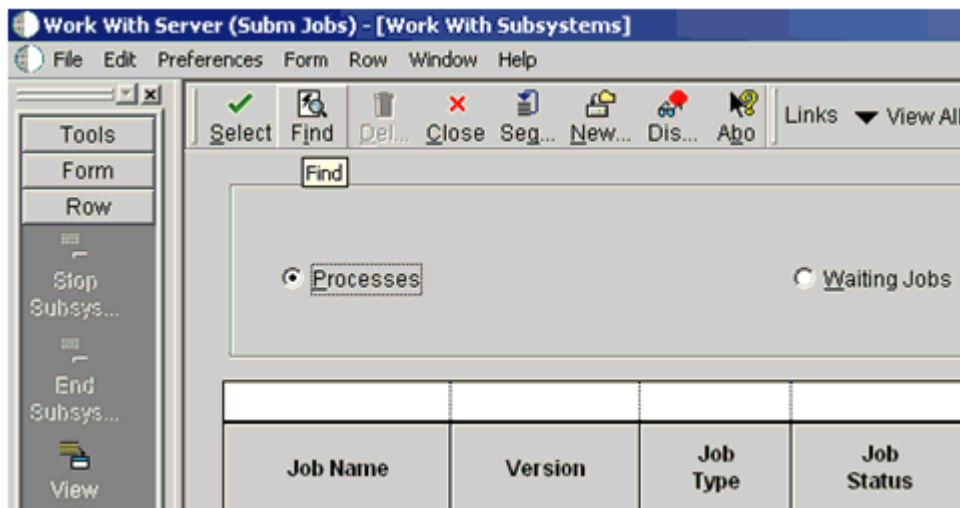 Work With Server (Subm Jobs) - [Work With Subsystems]
File Edit Preferences Form Row Window Help
Select Find Del... Close Seg... New... Dis... Abo Links View All
Find
Tools
Form
Row
Stop
Subsys...
End
Subsys...
View
Processes
Waiting Jobs
Job Name
Version
Job
Type
Job
Status